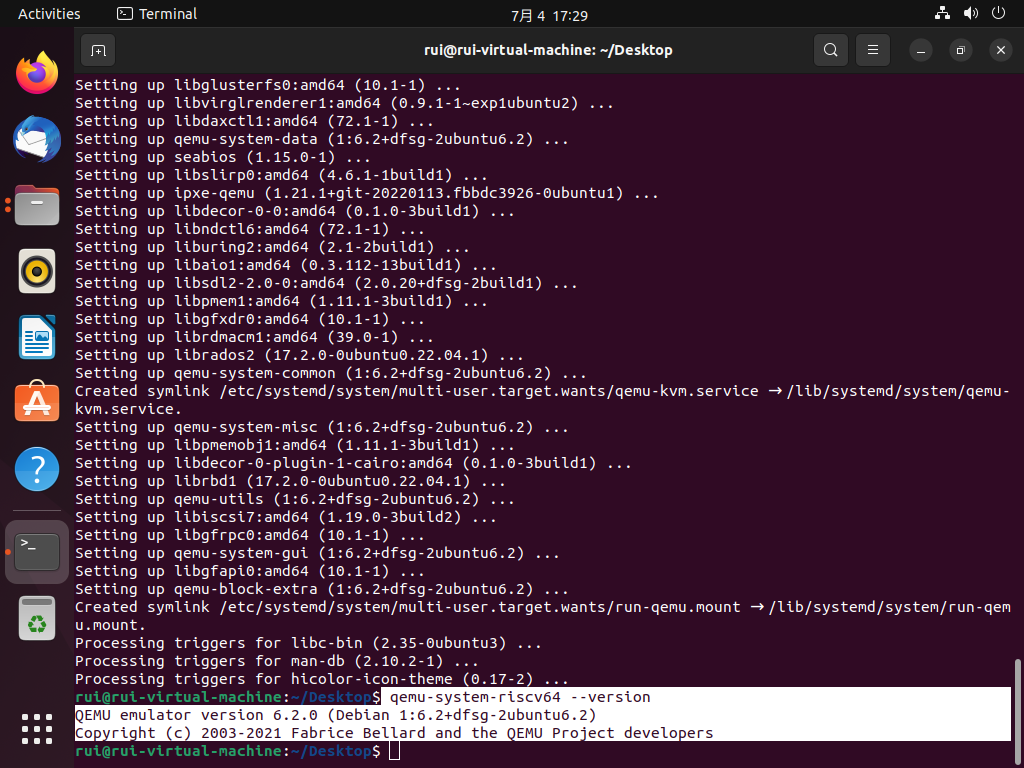 Activities
Terminal
7月 4 17:29
rui@rui-virtual-machine: ~/Desktop
Setting up libglusterfs0:amd64 (10.1-1) ...
Setting up libvirglrenderer1:amd64 (0.9.1-1~exp1ubuntu2) ...
Setting up libdaxctl1:amd64 (72.1-1) ...
Setting up qemu-system-data (1:6.2+dfsg-2ubuntu6.2) ...
Setting up seabios (1.15.0-1) ...
Setting up libslirp0:amd64 (4.6.1-1build1) ...
Setting up ipxe-qemu (1.21.1+git-20220113.fbbdc3926-0ubuntu1) ...
Setting up libdecor-0-0:amd64 (0.1.0-3build1) ...
Setting up libndctl6:amd64 (72.1-1) ...
Setting up liburing2:amd64 (2.1-2build1) ...
Setting up libaio1:amd64 (0.3.112-13build1) ...
Setting up libsdl2-2.0-0:amd64 (2.0.20+dfsg-2build1) ...
Setting up libpmem1:amd64 (1.11.1-3build1) ...
Setting up libgfxdr0:amd64 (10.1-1) ...
Setting up librdmacm1:amd64 (39.0-1) ...
Setting up librados2 (17.2.0-0ubuntu0.22.04.1) ...
Setting up qemu-system-common (1:6.2+dfsg-2ubuntu6.2) ...
Created symlink /etc/systemd/system/multi-user.target.wants/qemu-kvm.service → /lib/systemd/system/qemu-
kvm.service.
Setting up qemu-system-misc (1:6.2+dfsg-2ubuntu6.2) ...
Setting up libpmemobj1:amd64 (1.11.1-3build1) ...
Setting up libdecor-0-plugin-1-cairo:amd64 (0.1.0-3build1) ...
Setting up librbd1 (17.2.0-0ubuntu0.22.04.1) ...
Setting up qemu-utils (1:6.2+dfsg-2ubuntu6.2) ...
Setting up libiscsi7:amd64 (1.19.0-3build2) ...
Setting up libgfrpc0:amd64 (10.1-1) ...
Setting up qemu-system-gui (1:6.2+dfsg-2ubuntu6.2) ...
Setting up libgfapi0:amd64 (10.1-1) ...
Setting up qemu-block-extra (1:6.2+dfsg-2ubuntu6.2) ...
Created symlink /etc/systemd/system/multi-user.target.wants/run-qemu.mount → /lib/systemd/system/run-qem
u.mount.
Processing triggers for libc-bin (2.35-0ubuntu3) ...
Processing triggers for man-db (2.10.2-1) ...
Processing triggers for hicolor-icon-theme (0.17-2) ...
rui@rui-virtual-machine:~/Desktop$ qemu-system-riscv64 --version
QEMU emulator version 6.2.0 (Debian 1:6.2+dfsg-2ubuntu6.2)
Copyright (c) 2003-2021 Fabrice Bellard and the QEMU Project developers
rui@rui-virtual-machine:~/Desktop$